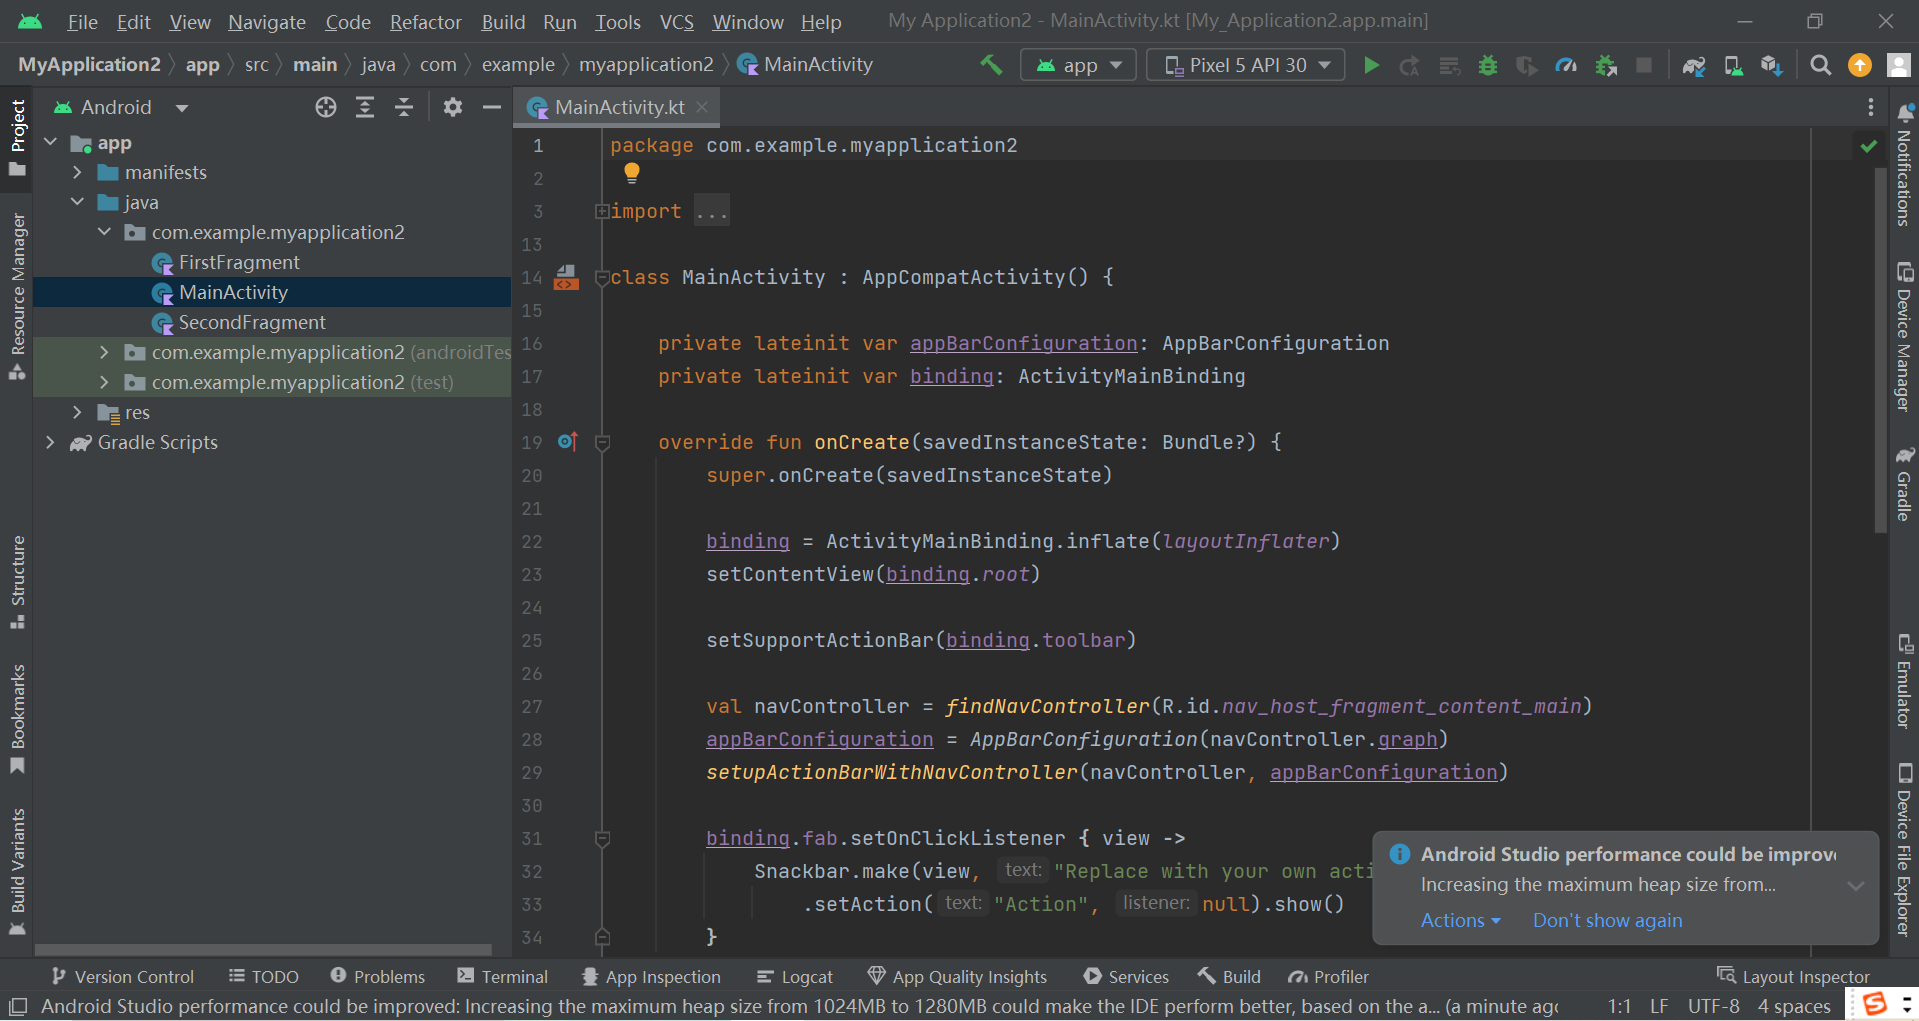 File Edit View Navigate Code Refactor Build Run Tools VCS Window Help My Application2 - MainActivity.kt [My_Application2.app.main]
MyApplication2 app src main java com example myapplication2 MainActivity app Pixel 5 API 30
Project
Resource Manager
Structure
Bookmarks
Build Variants
Android
app
manifests
java
com.example.myapplication2
FirstFragment
MainActivity
SecondFragment
com.example.myapplication2 (androidTes
com.example.myapplication2 (test)
res
Gradle Scripts
MainActivity.kt
1 package com.example.myapplication2
2
3 import ...
13
14 class MainActivity : AppCompatActivity() {
15
16 private lateinit var appBarConfiguration: AppBarConfiguration
17 private lateinit var binding: ActivityMainBinding
18
19 override fun onCreate(savedInstanceState: Bundle?) {
20 super.onCreate(savedInstanceState)
21
22 binding = ActivityMainBinding.inflate(layoutInflater)
23 setContentView(binding.root)
24
25 setSupportActionBar(binding.toolbar)
26
27 val navController = findNavController(R.id.nav_host_fragment_content_main)
28 appBarConfiguration = AppBarConfiguration(navController.graph)
29 setupActionBarWithNavController(navController, appBarConfiguration)
30
31 binding.fab.setOnClickListener { view ->
32 Snackbar.make(view, text: "Replace with your own acti
33 .setAction( text: "Action", listener: null).show()
34 }
Android Studio performance could be improve
Increasing the maximum heap size from...
Actions Don't show again
Notifications
Device Manager
Gradle
Emulator
Device File Explorer
Version Control TODO Problems Terminal App Inspection Logcat App Quality Insights Services Build Profiler Layout Inspector
Android Studio performance could be improved: Increasing the maximum heap size from 1024MB to 1280MB could make the IDE perform better, based on the a... (a minute agc 1:1 LF UTF-8 4 spaces